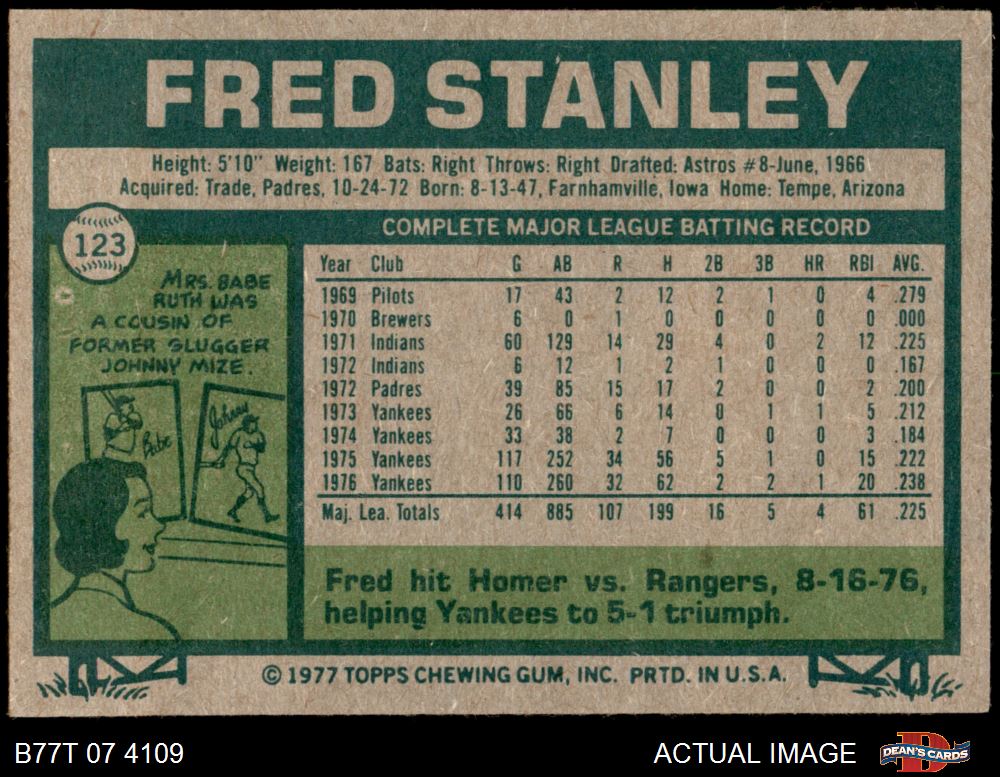 FRED STANLEY
Height: 5'10" Weight: 167 Bats: Right Throws: Right Drafted: Astros #8-June, 1966
Acquired: Trade, Padres, 10-24-72 Born: 8-13-47, Farnhamville, Iowa Home: Tempe, Arizona
123
MRS. BABE
RUTH WAS
A COUSIN OF
FORMER SLUGGER
JOHNNY MIZE.
Babe
Johnny
COMPLETE MAJOR LEAGUE BATTING RECORD
Year Club G AB R H 2B 3B HR RBI AVG.
1969 Pilots 17 43 2 12 2 1 0 4 .279
1970 Brewers 6 0 1 0 0 0 0 0 .000
1971 Indians 60 129 14 29 4 0 2 12 .225
1972 Indians 6 12 1 2 1 0 0 0 .167
1972 Padres 39 85 15 17 2 0 0 2 .200
1973 Yankees 26 66 6 14 0 1 1 5 .212
1974 Yankees 33 38 2 7 0 0 0 3 .184
1975 Yankees 117 252 34 56 5 1 0 15 .222
1976 Yankees 110 260 32 62 2 2 1 20 .238
Maj. Lea. Totals 414 885 107 199 16 5 4 61 .225
Fred hit Homer vs. Rangers, 8-16-76,
helping Yankees to 5-1 triumph.
© 1977 TOPPS CHEWING GUM, INC. PRTD. IN U.S.A.
B77T 07 4109
ACTUAL IMAGE
DEAN'S CARDS